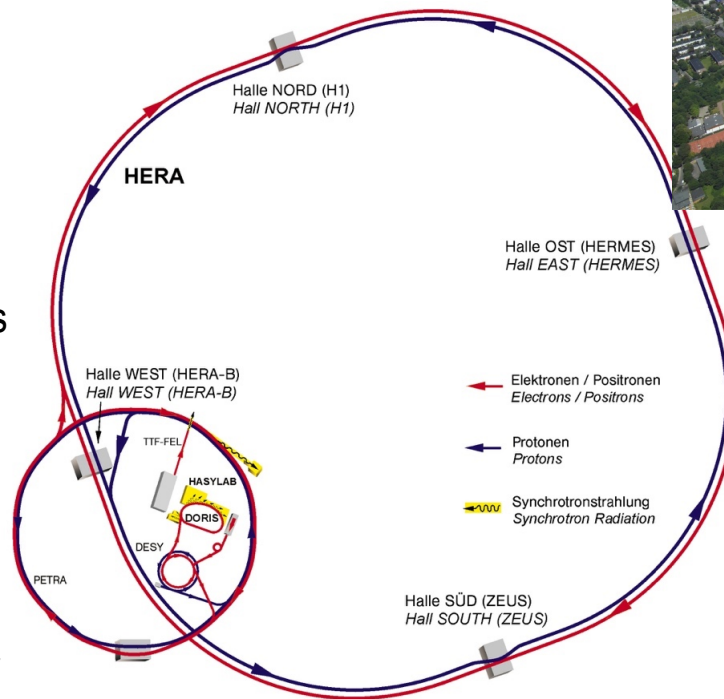 Halle NORD (H1)
Hall NORTH (H1)
HERA
Halle OST (HERMES)
Hall EAST (HERMES)
s
Halle WEST (HERA-B)
Hall WEST (HERA-B)
Elektronen / Positronen
Electrons / Positrons
TTF-FEL
Protonen
Protons
HASYLAB
DORIS
Synchrotronstrahlung
Synchrotron Radiation
DESY
PETRA
Halle SÜD (ZEUS)
Hall SOUTH (ZEUS)